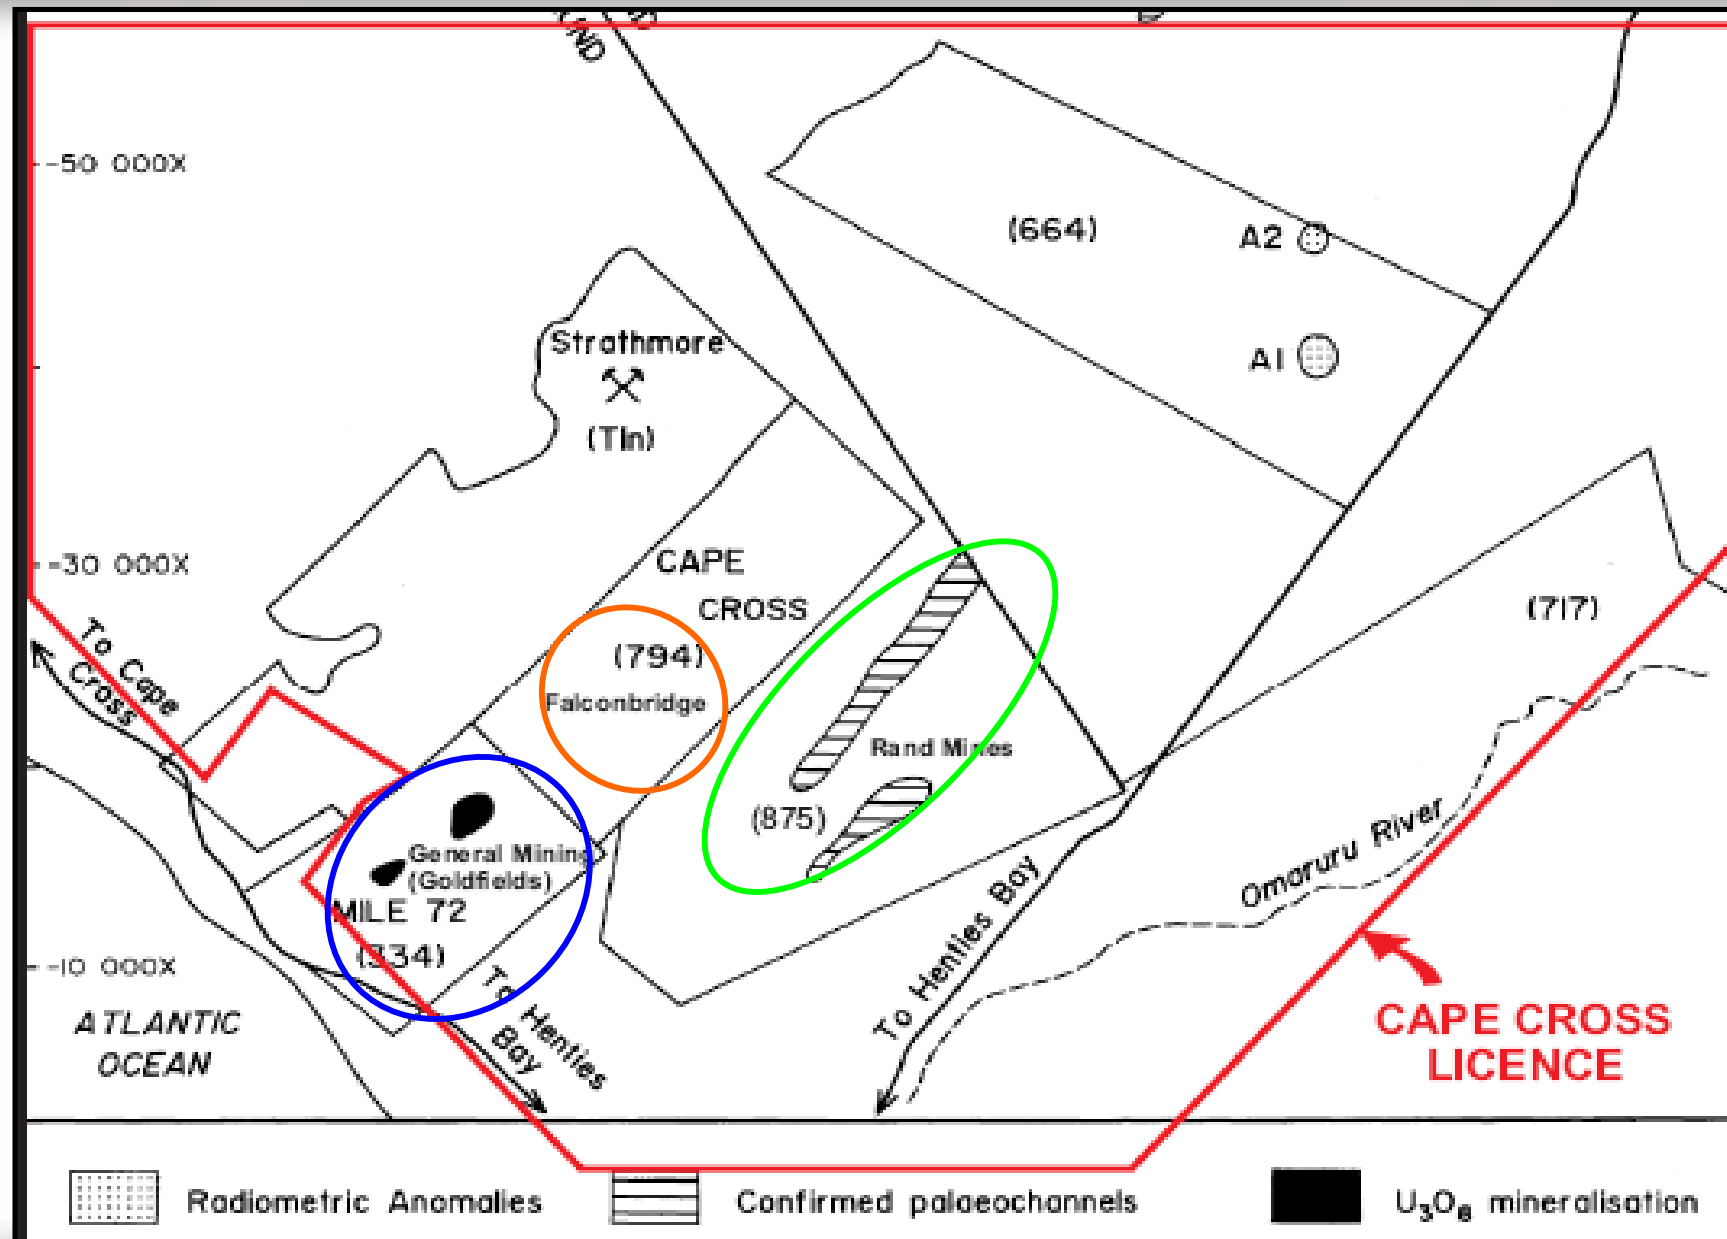 ND
-50 000X
(664)
A2
A1
Strathmore
(Tin)
-30 000X
CAPE
CROSS
(794)
Falconbridge
(717)
To Cape
Cross
Rand Mines
(875)
General Mining
(Goldfields)
MILE 72
(334)
-10 000X
To Henties
Bay
To Henties Bay
Omaruru River
ATLANTIC
OCEAN
CAPE CROSS
LICENCE
Radiometric Anomalies
Confirmed palaeochannels
U₃O₈ mineralisation